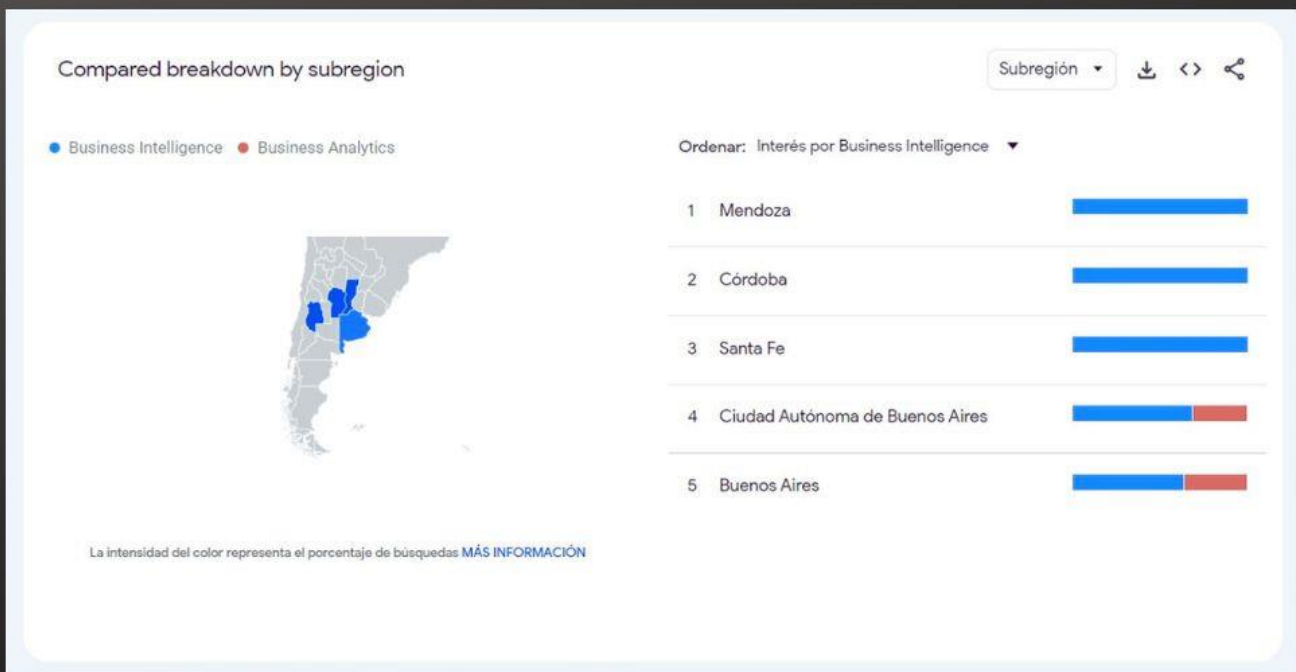 Compared breakdown by subregion
Subregión
Business Intelligence Business Analytics
Ordenar: Interés por Business Intelligence
1 Mendoza
2 Córdoba
3 Santa Fe
4 Ciudad Autónoma de Buenos Aires
5 Buenos Aires
La intensidad del color representa el porcentaje de búsquedas MÁS INFORMACIÓN